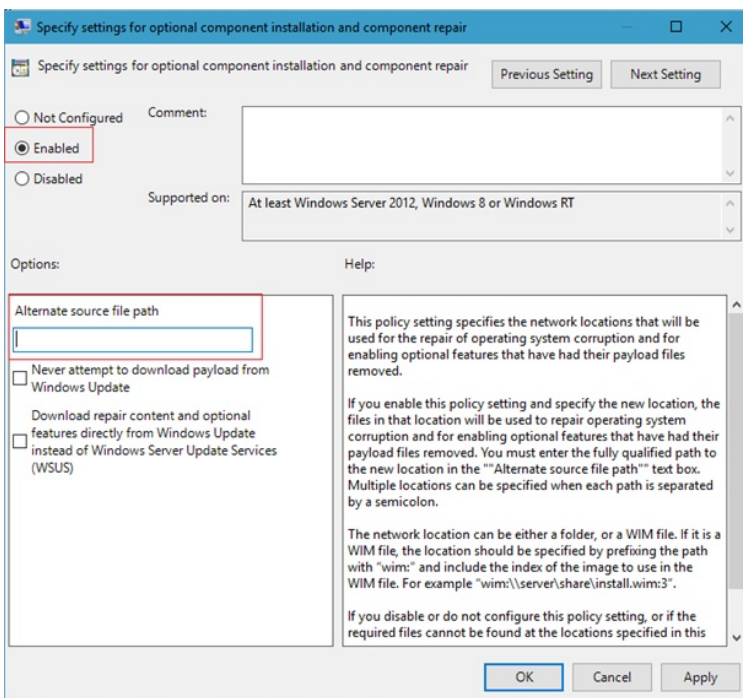 Specify settings for optional component installation and component repair
Specify settings for optional component installation and component repair
Previous Setting
Next Setting
Not Configured
Comment:
Enabled
Disabled
Supported on:
At least Windows Server 2012, Windows 8 or Windows RT
Options:
Help:
Alternate source file path
Never attempt to download payload from
Windows Update
Download repair content and optional
features directly from Windows Update
instead of Windows Server Update Services
(WSUS)
This policy setting specifies the network locations that will be
used for the repair of operating system corruption and for
enabling optional features that have had their payload files
removed.
If you enable this policy setting and specify the new location, the
files in that location will be used to repair operating system
corruption and for enabling optional features that have had their
payload files removed. You must enter the fully qualified path to
the new location in the ""Alternate source file path"" text box.
Multiple locations can be specified when each path is separated
by a semicolon.
The network location can be either a folder, or a WIM file. If it is a
WIM file, the location should be specified by prefixing the path
with "wim:" and include the index of the image to use in the
WIM file. For example "wim:\\server\share\install.wim:3".
If you disable or do not configure this policy setting, or if the
required files cannot be found at the locations specified in this
OK
Cancel
Apply